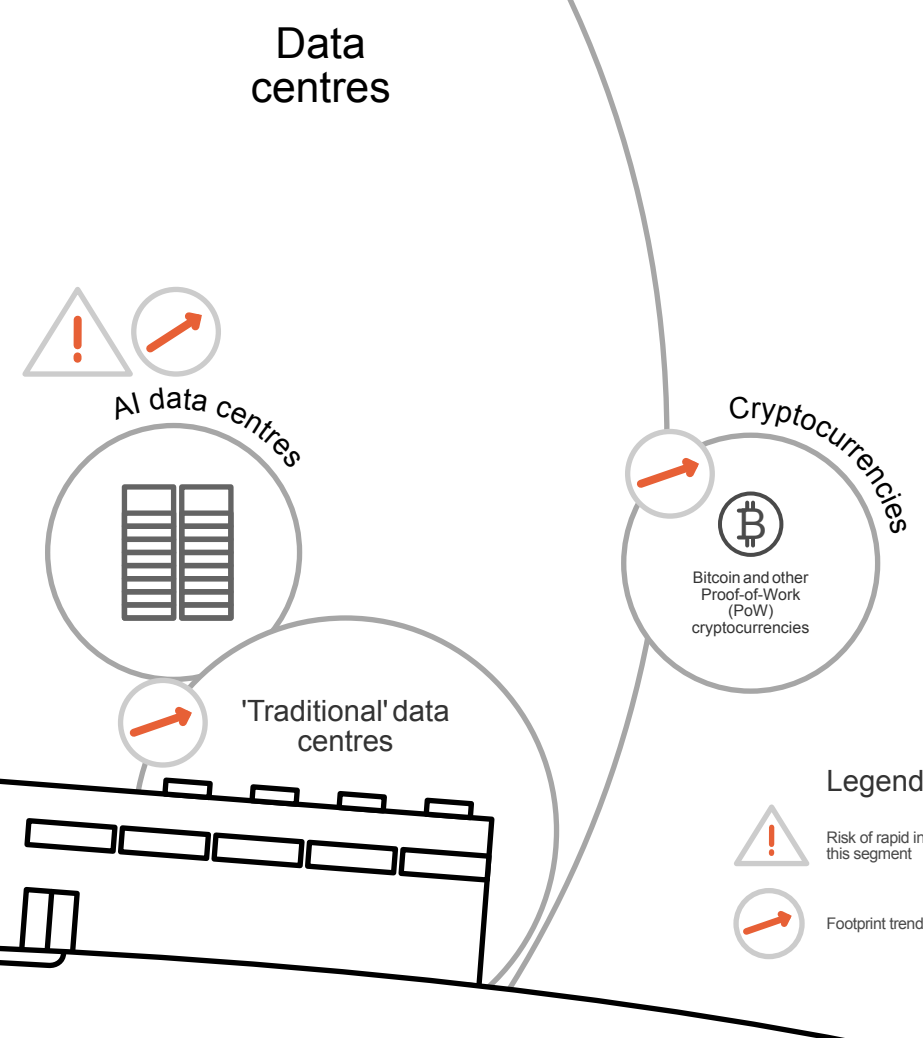 Data
centres
AI data centres
Cryptocurrencies
Bitcoin and other
Proof-of-Work
(PoW)
cryptocurrencies
'Traditional' data
centres
Legend
Risk of rapid in
this segment
Footprint trend